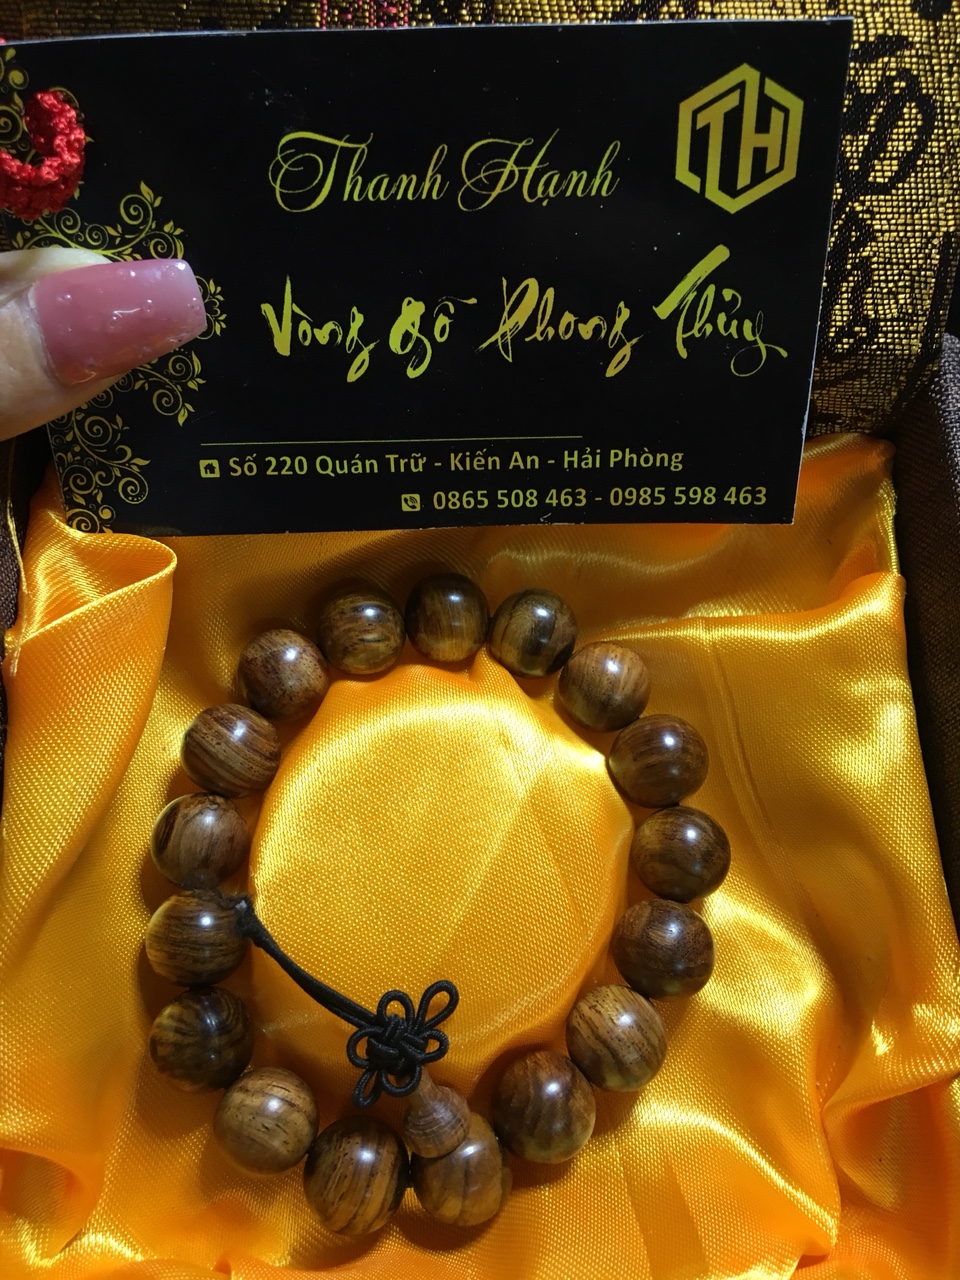 TH
Thanh Hạnh
Vòng gỗ Phong Thủy
Số 220 Quán Trữ - Kiến An - Hải Phòng
0865 508 463 - 0985 598 463